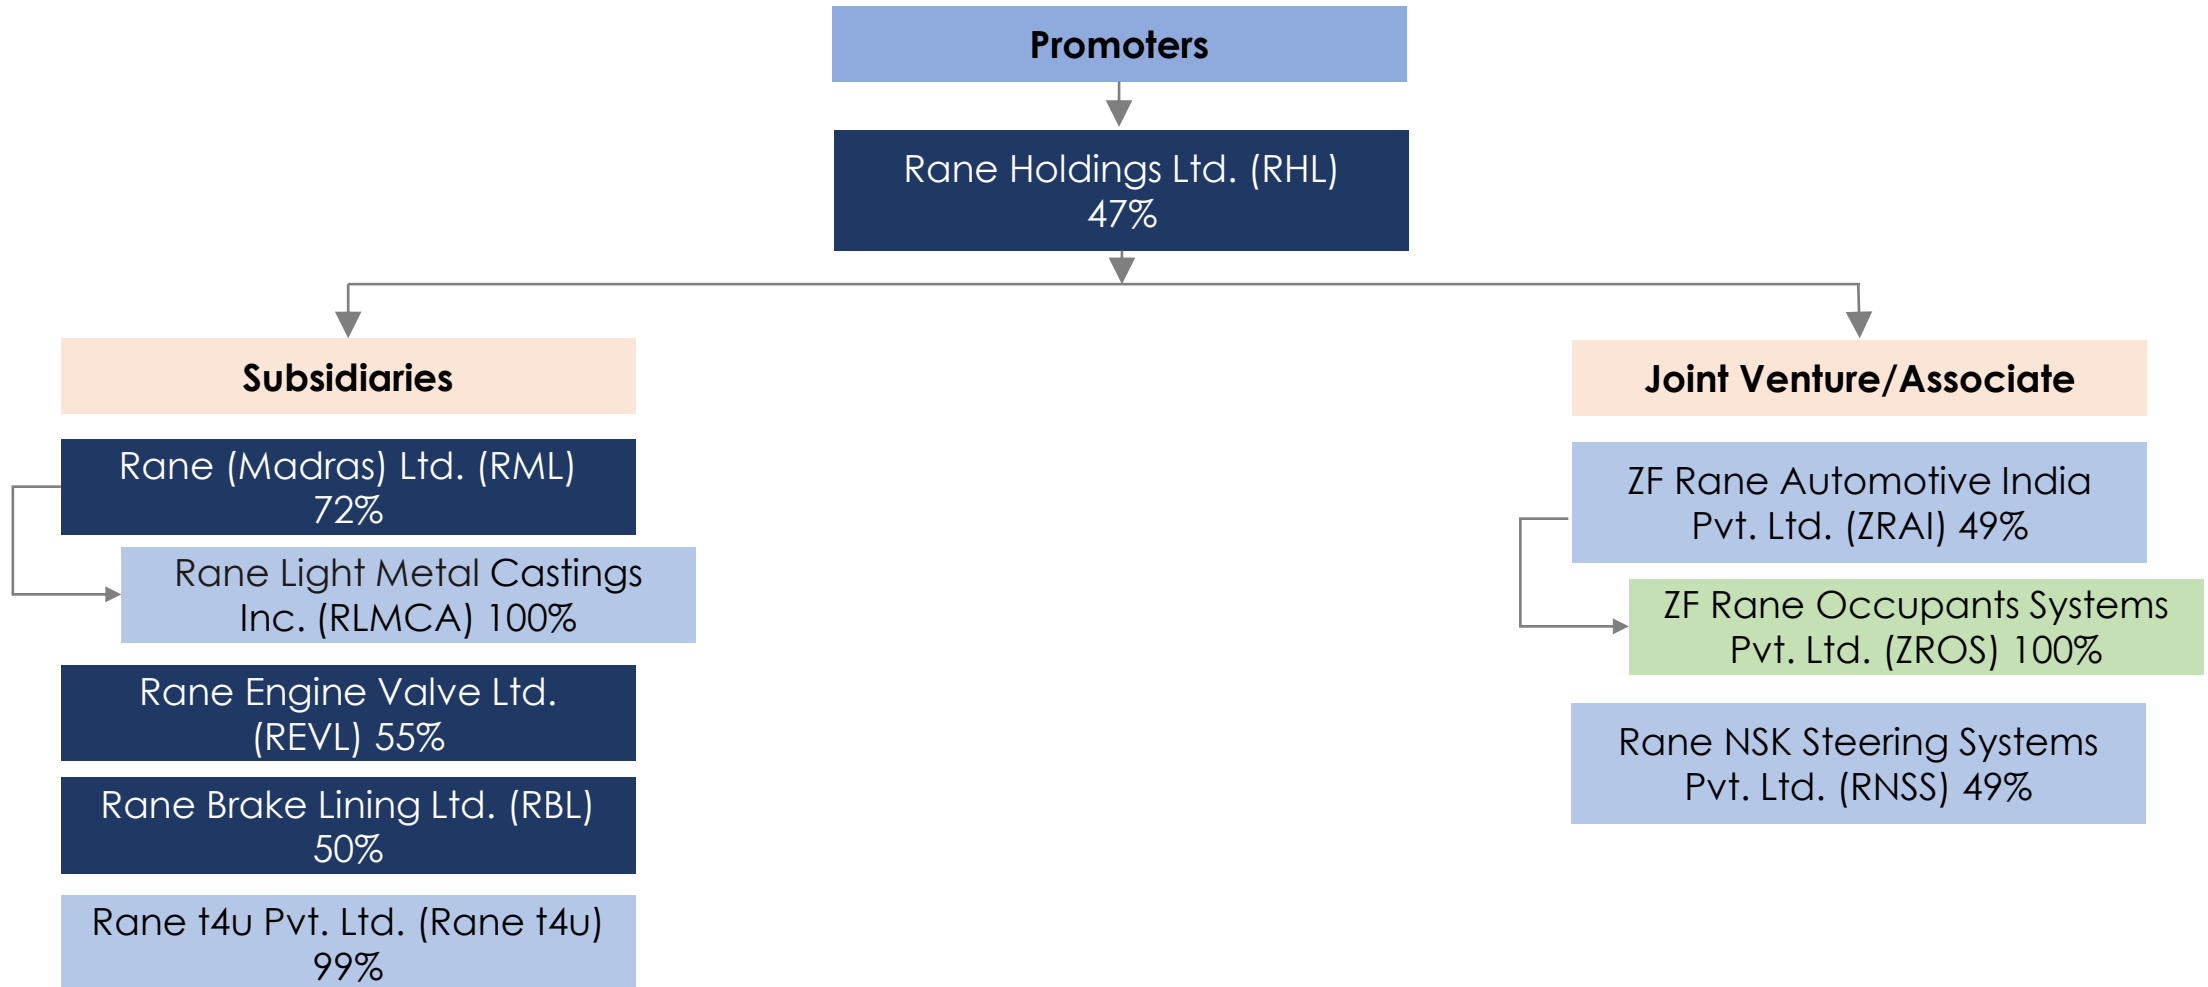 Promoters
Rane Holdings Ltd. (RHL)
47%
Subsidiaries
Rane (Madras) Ltd. (RML)
72%
Rane Light Metal Castings
Inc. (RLMCA) 100%
Rane Engine Valve Ltd.
(REVL) 55%
Rane Brake Lining Ltd. (RBL)
50%
Rane t4u Pvt. Ltd. (Rane t4u)
99%
Joint Venture/Associate
ZF Rane Automotive India
Pvt. Ltd. (ZRAI) 49%
ZF Rane Occupants Systems
Pvt. Ltd. (ZROS) 100%
Rane NSK Steering Systems
Pvt. Ltd. (RNSS) 49%